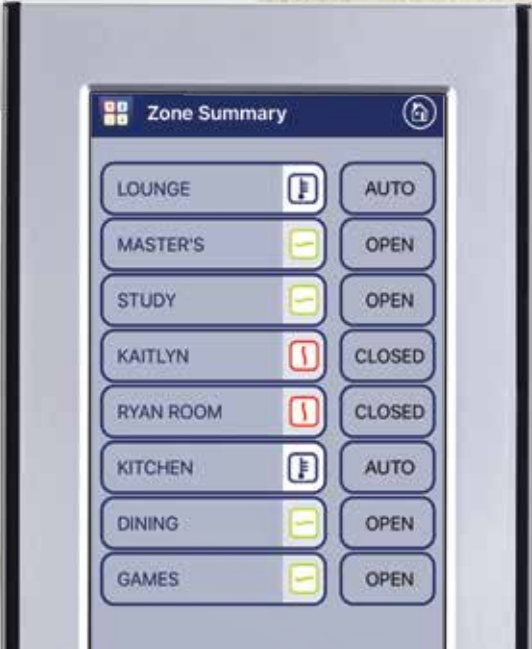 Zone Summary
LOUNGE AUTO
MASTER'S OPEN
STUDY OPEN
KAITLYN CLOSED
RYAN ROOM CLOSED
KITCHEN AUTO
DINING OPEN
GAMES OPEN